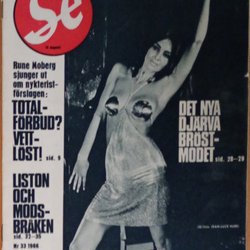 Se
Rune Moberg
sjunger ut
om nykterist-
förslagen:
TOTAL-
FÖRBUD?
VETT-
LÖST!
sid. 9
LISTON
OCH
MODS-
BRÅKEN
sid. 32—35
Nr 33 1966
DET NYA
DJÄRVA
BRÖST-
MODET
sid. 28—29